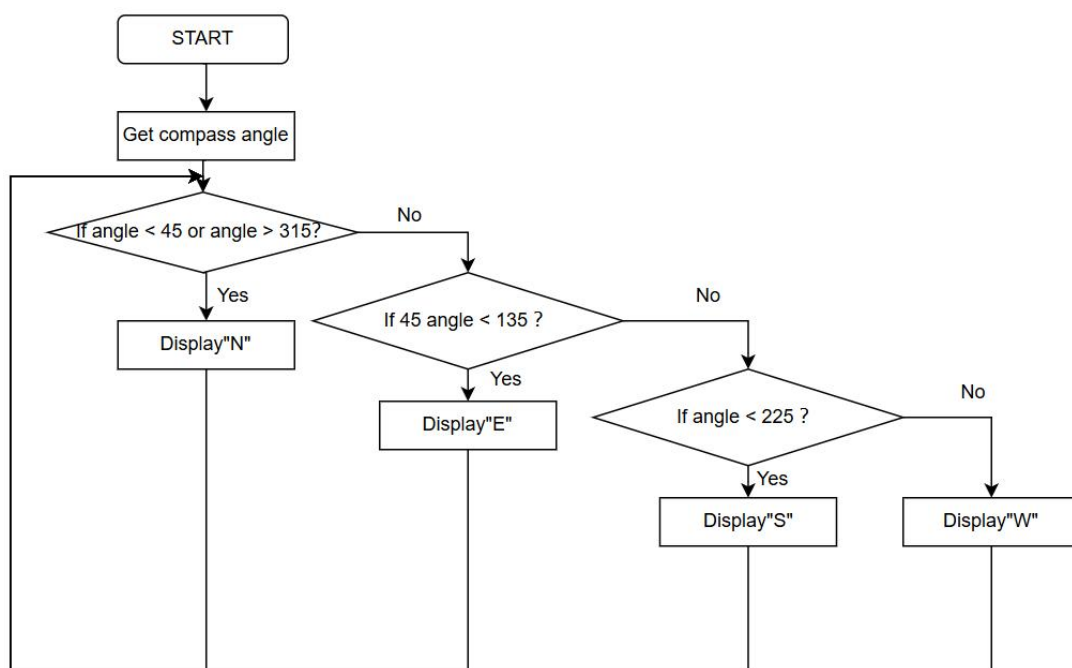 START
Get compass angle
If angle < 45 or angle > 315?
No
Yes
Display"N"
If 45 angle < 135 ?
No
Yes
Display"E"
If angle < 225 ?
No
Yes
Display"S"
Display"W"